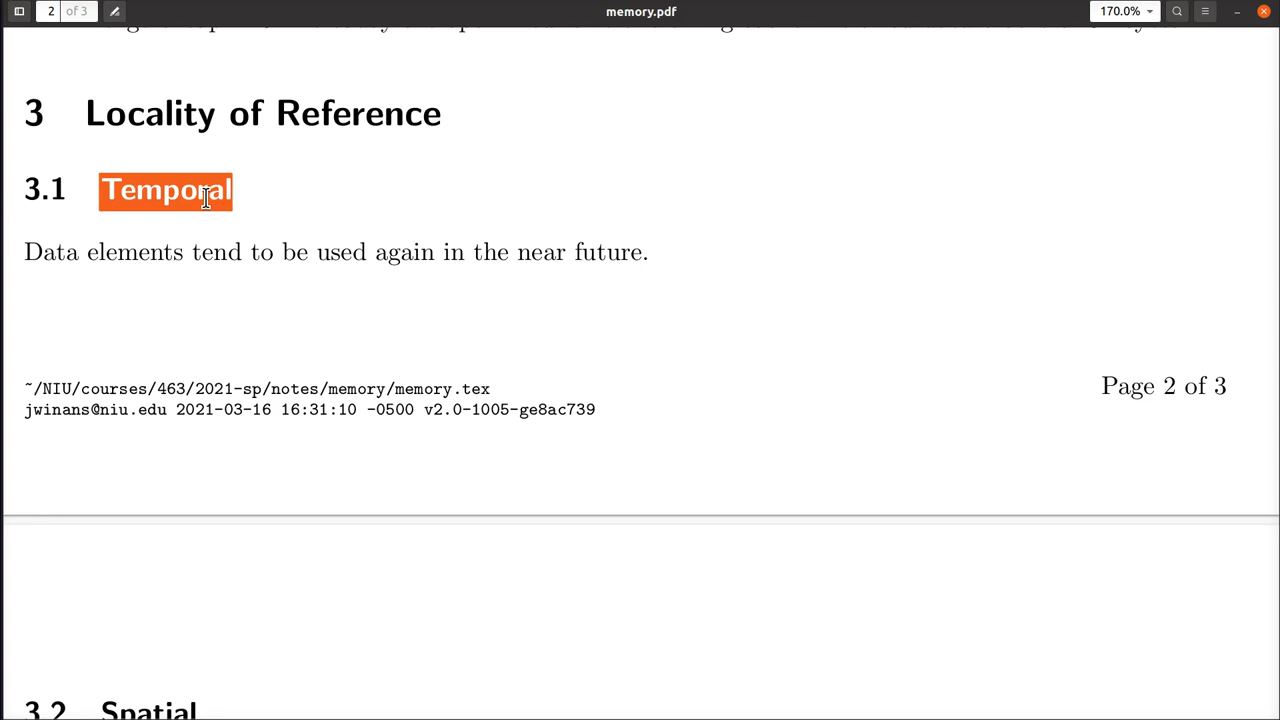 2 of 3 memory.pdf 170.0%
3 Locality of Reference
3.1 Temporal
Data elements tend to be used again in the near future.
~/NIU/courses/463/2021-sp/notes/memory/memory.tex
Page 2 of 3
jwinans@niu.edu 2021-03-16 16:31:10 -0500 v2.0-1005-ge8ac739
3.2 Spatial